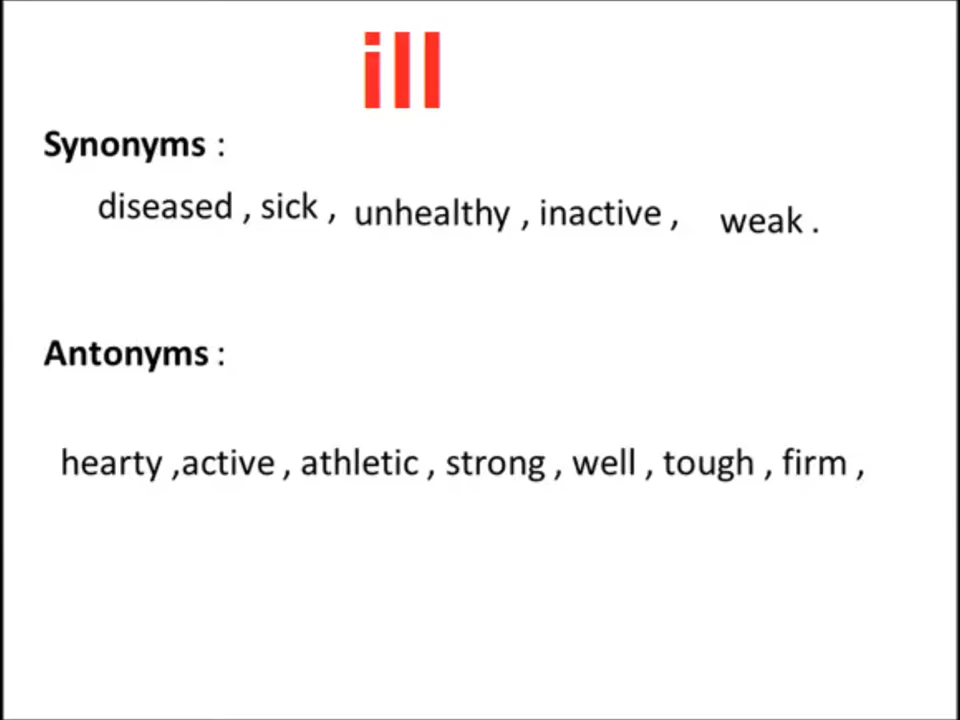 ill
Synonyms :
diseased , sick , unhealthy , inactive , weak .
Antonyms :
hearty ,active , athletic , strong , well , tough , firm ,